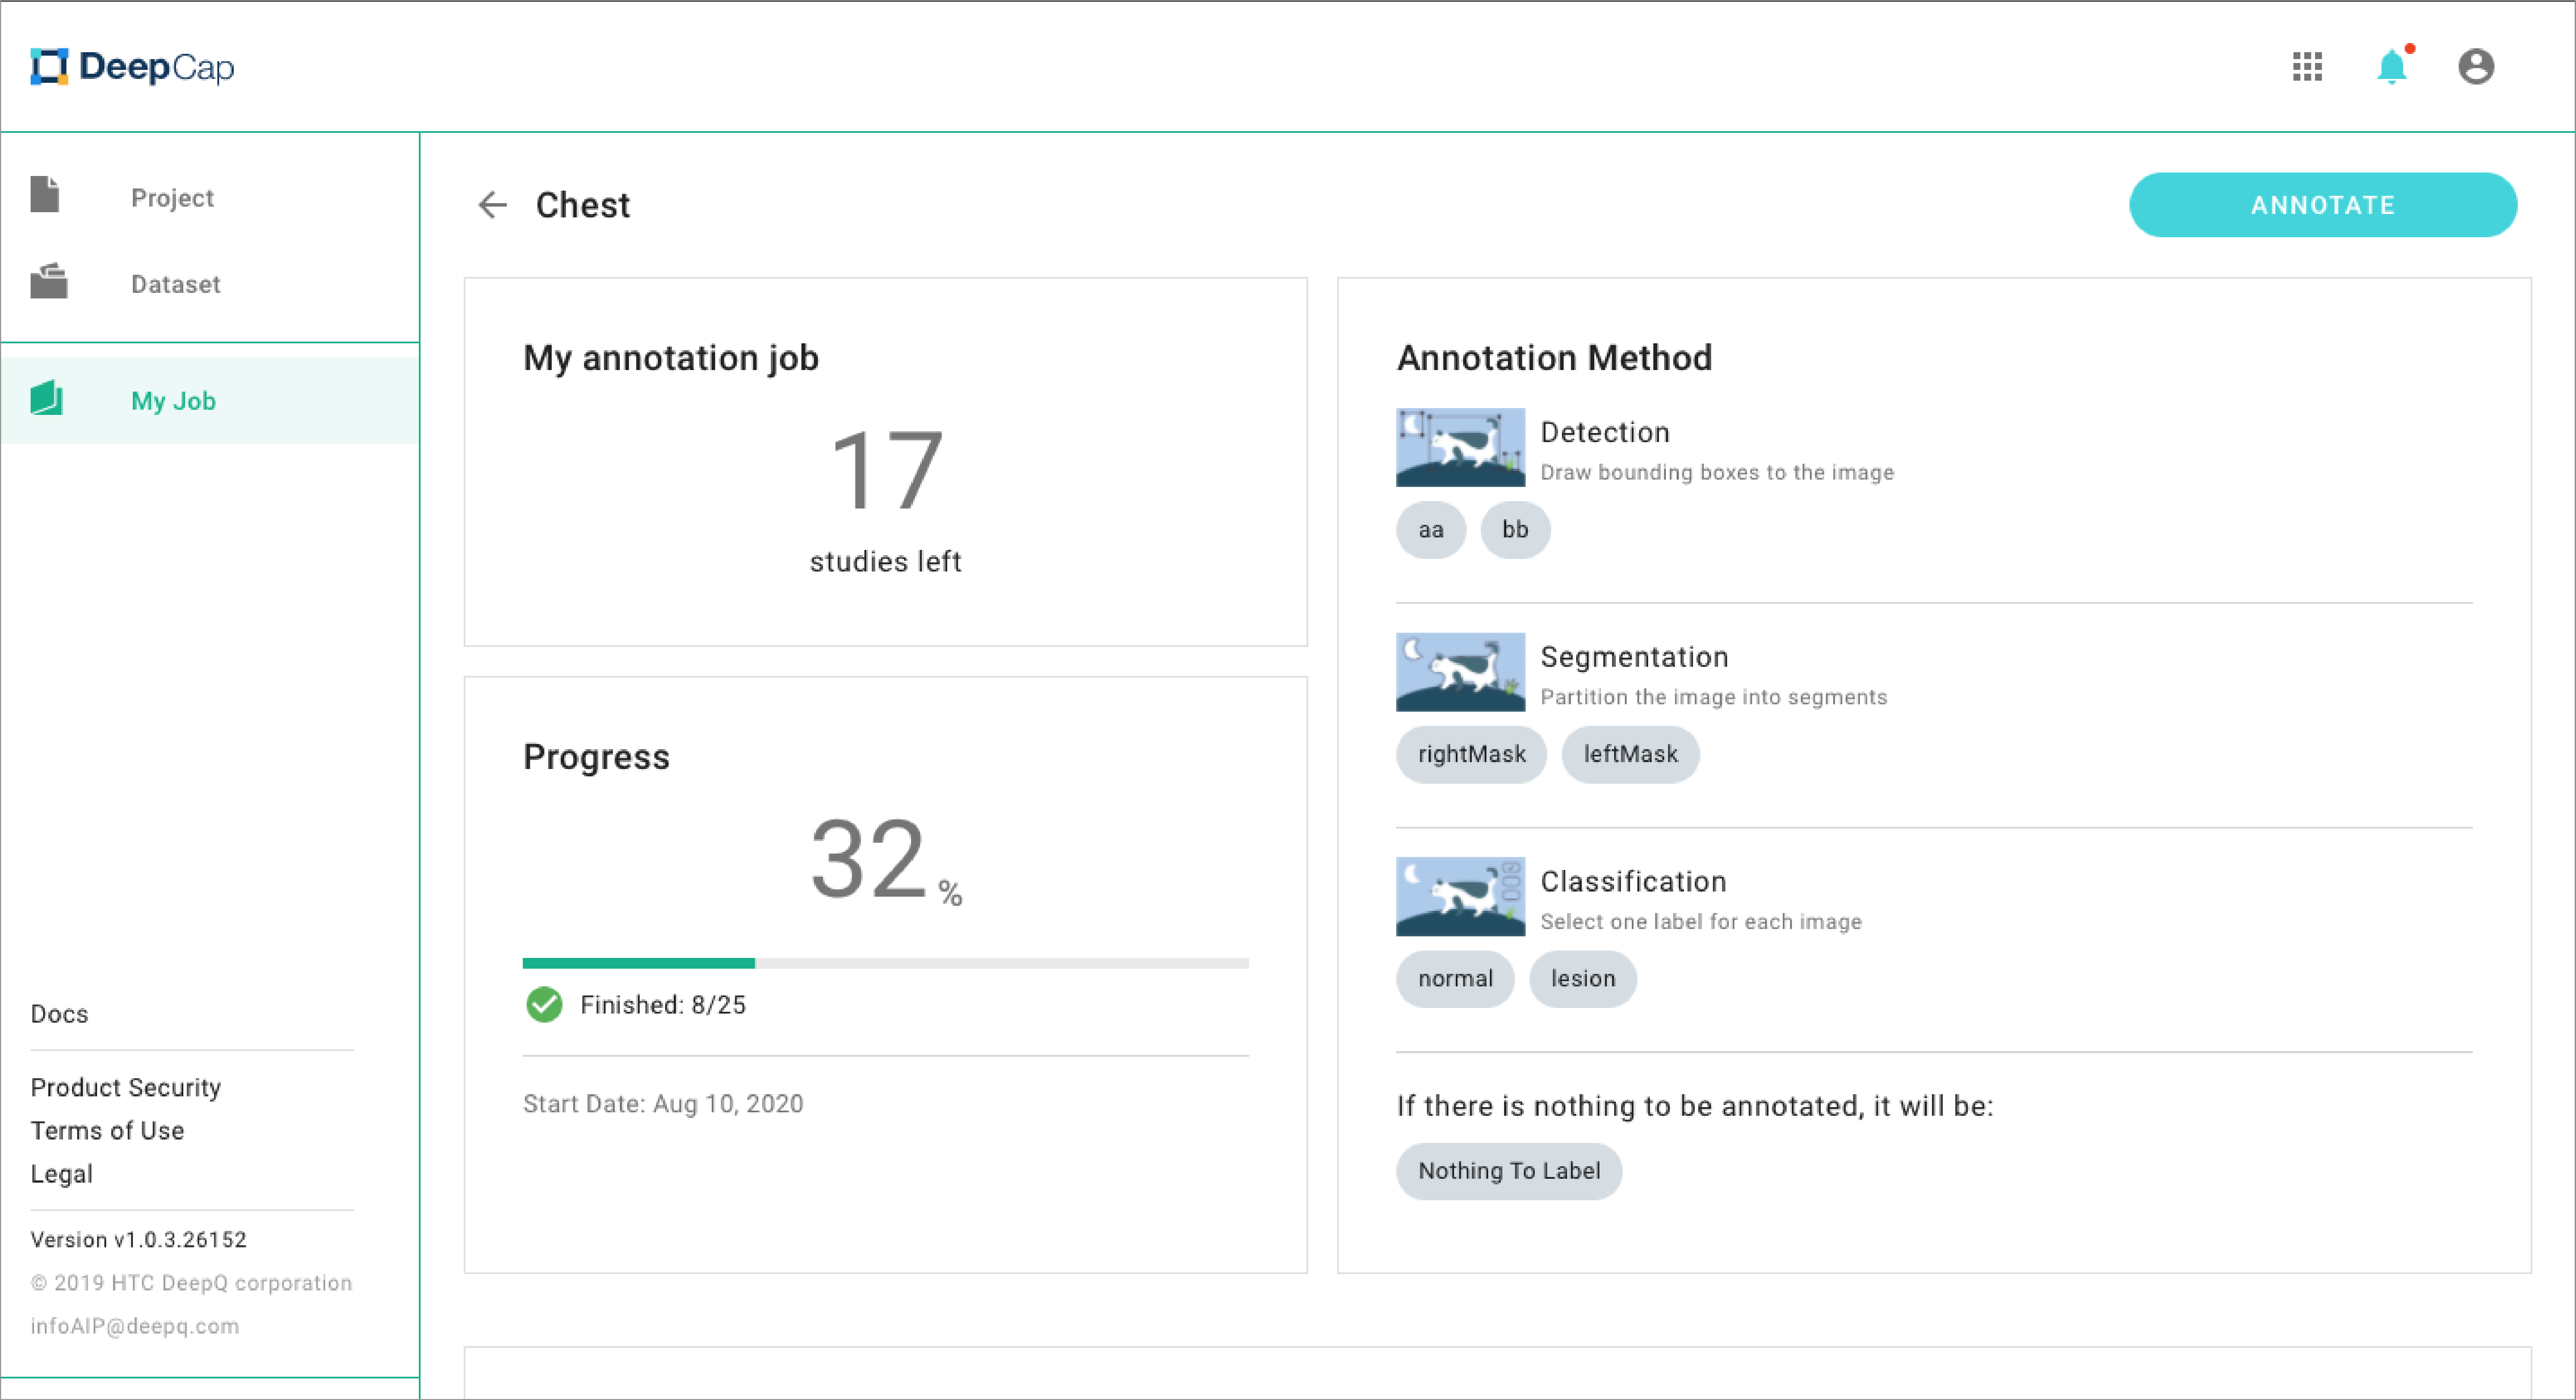 DeepCap
Project
Dataset
My Job
Docs
Product Security
Terms of Use
Legal
Version v1.0.3.26152
© 2019 HTC DeepQ corporation
infoAIP@deepq.com
Chest
ANNOTATE
My annotation job
17
studies left
Progress
32 %
Finished: 8/25
Start Date: Aug 10, 2020
Annotation Method
Detection
Draw bounding boxes to the image
aa bb
Segmentation
Partition the image into segments
rightMask leftMask
Classification
Select one label for each image
normal lesion
If there is nothing to be annotated, it will be:
Nothing To Label